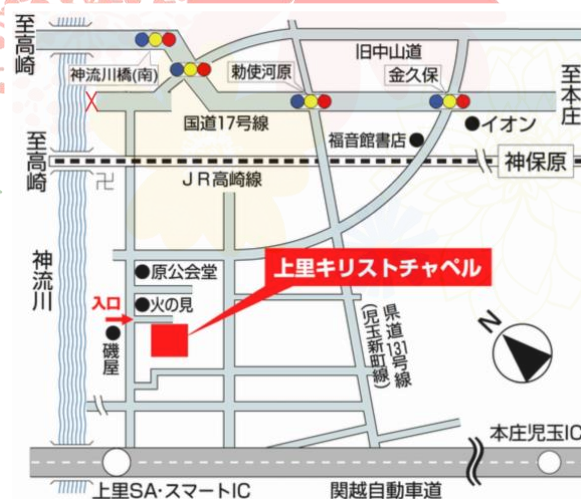 至高崎
旧中山道
神流川橋(南)
勅使河原
金久保
至本庄
国道17号線
福音館書店
イオン
至高崎
神保原
卍
JR高崎線
神流川
原公会堂
上里キリストチャペル
入口
火の見
磯屋
県道131号線
(児玉新町線)
N
本庄児玉IC
上里SA・スマートIC
関越自動車道